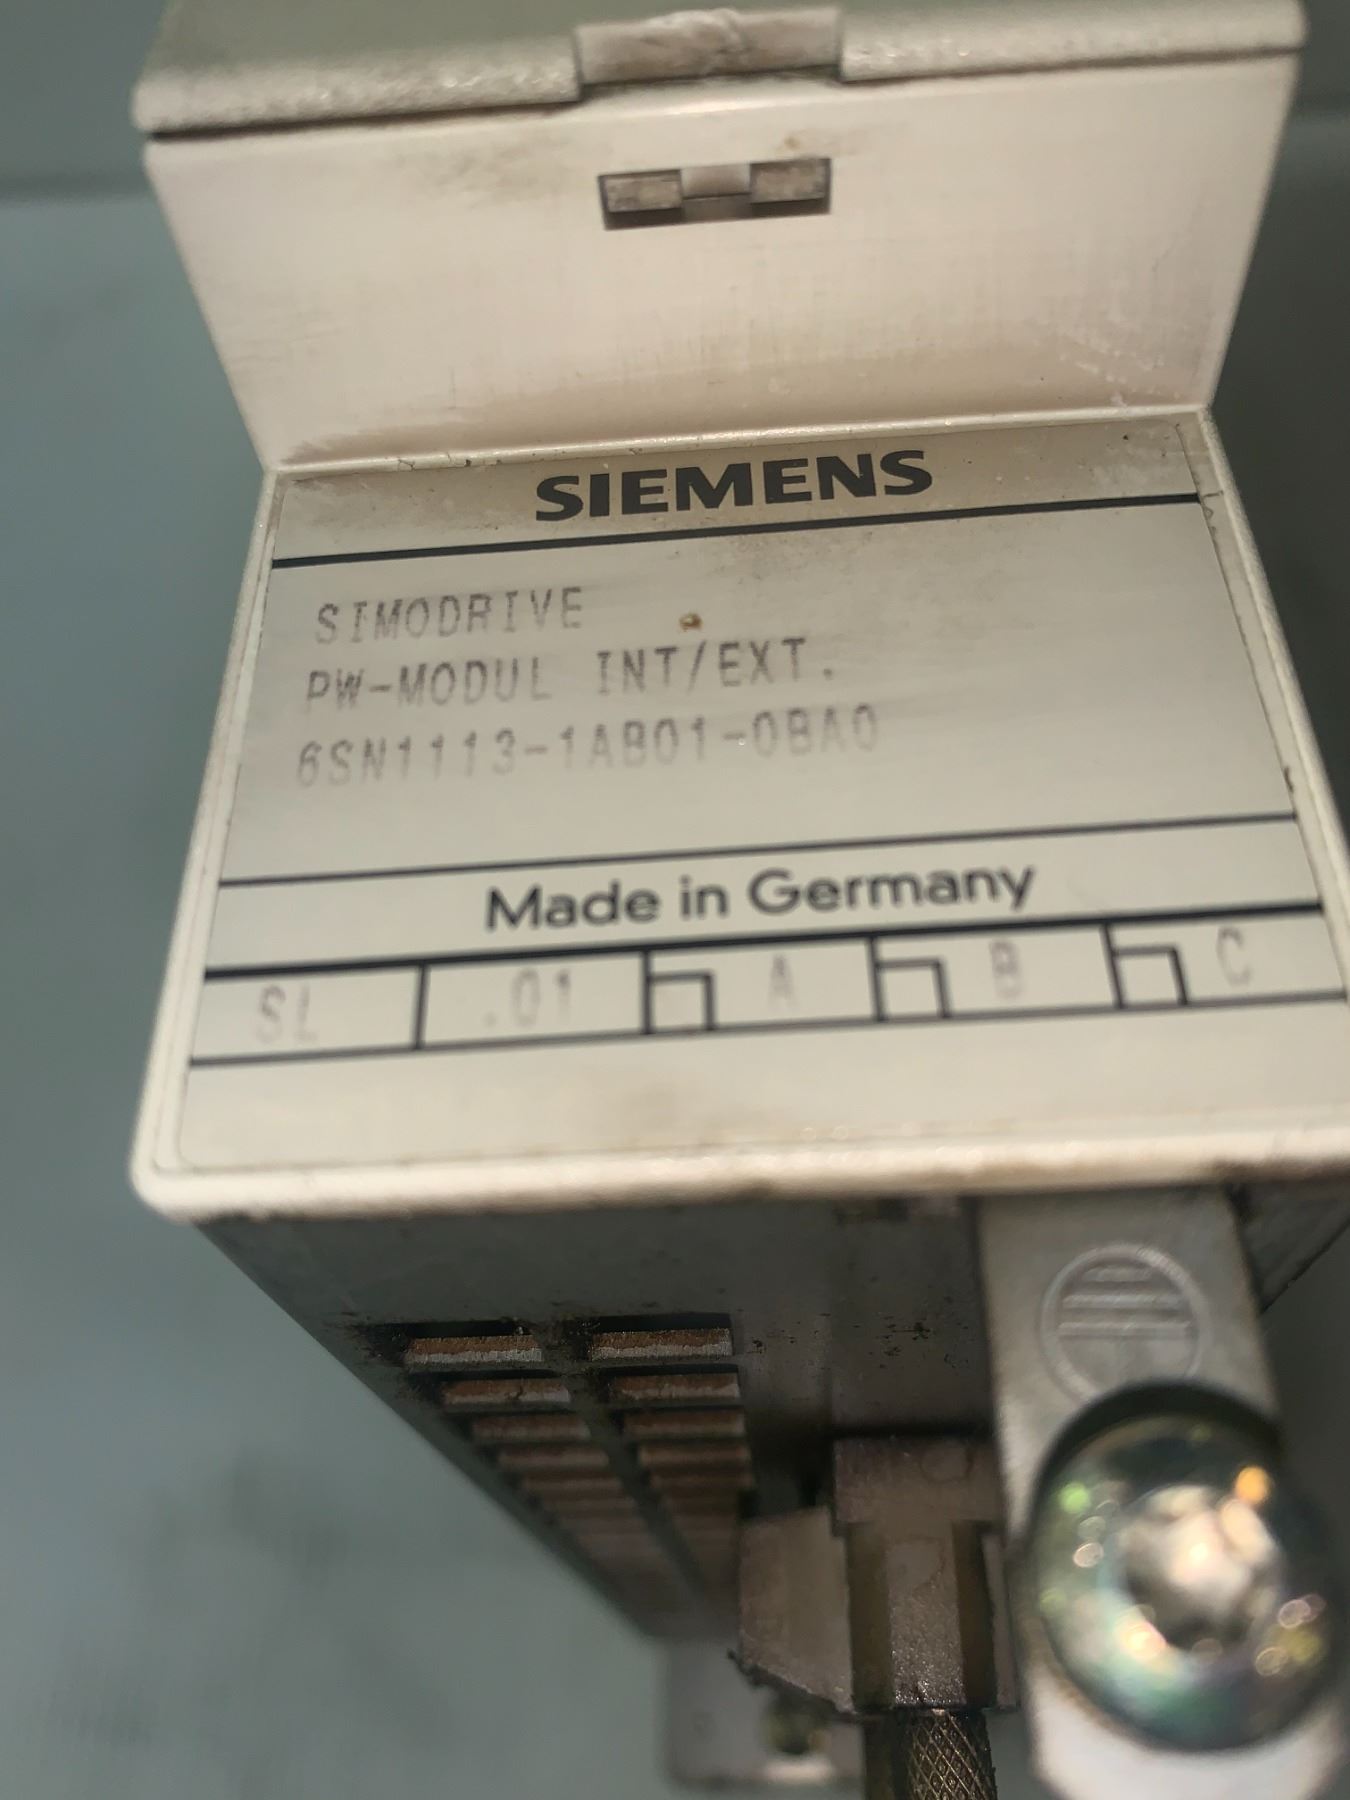 SIEMENS
SIMODRIVE
PW-MODUL INT/EXT.
6SN1113-1AB01-0BA0
Made in Germany
SL .01 A B C